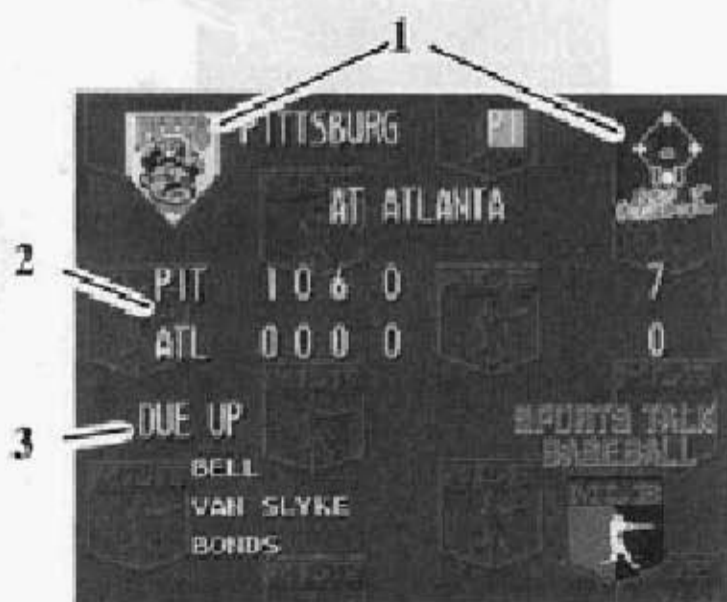 1
PITTSBURG P1
AT ATLANTA
2
PIT 1 0 6 0 7
ATL 0 0 0 0 0
3
DUE UP
BELL
VAN SLYKE
BONDS
SPORTS TALK
BASEBALL